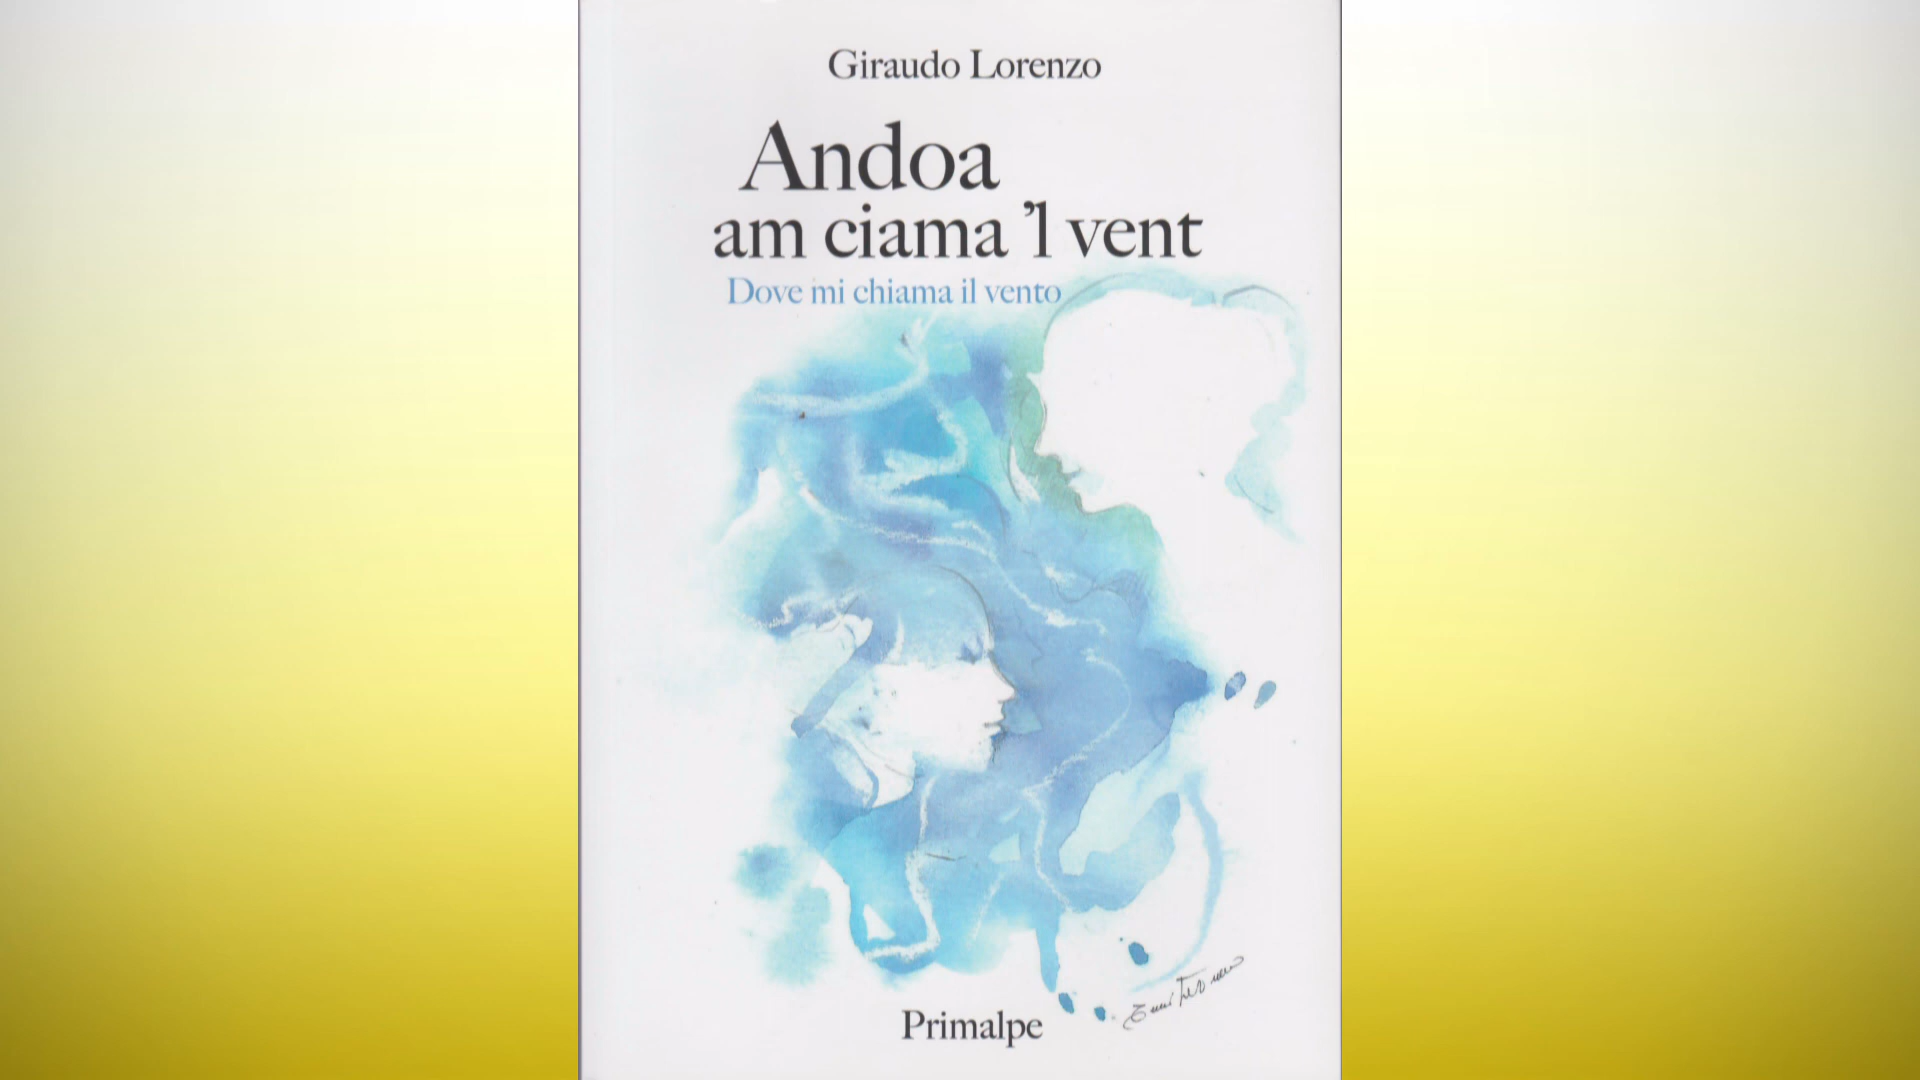 Giraudo Lorenzo
Andoa
am ciama 'l vent
Dove mi chiama il vento
Primalpe